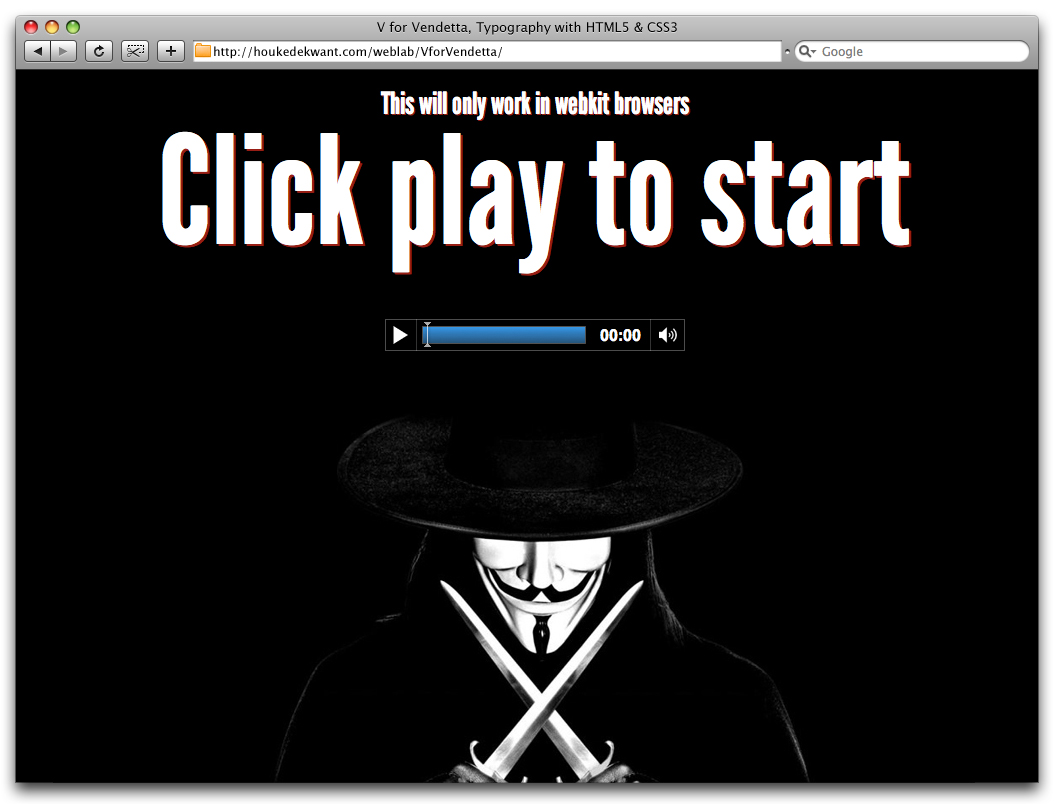 V for Vendetta, Typography with HTML5 & CSS3
http://houkedekwant.com/weblab/VforVendetta/
Google
This will only work in webkit browsers
Click play to start
00:00